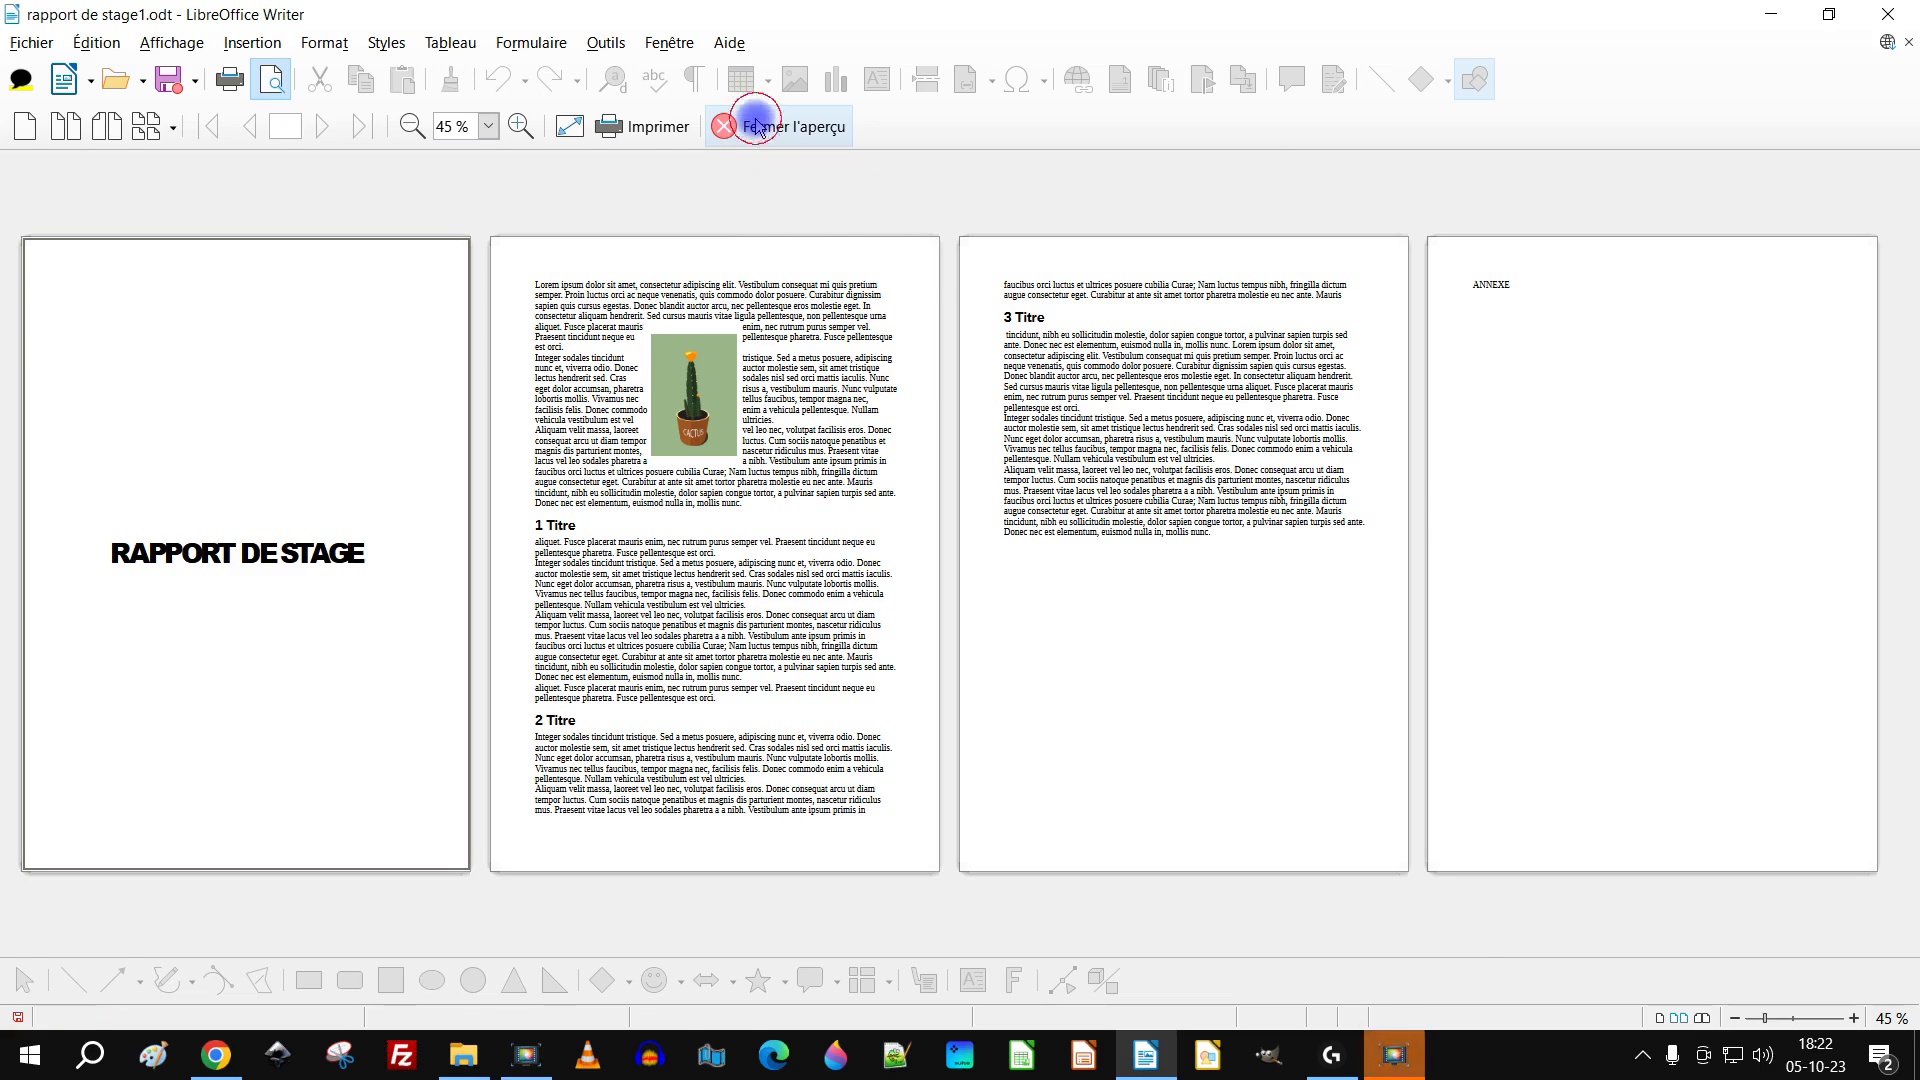 rapport de stage1.odt - LibreOffice Writer
Fichier Édition Affichage Insertion Format Styles Tableau Formulaire Outils Fenêtre Aide
45 % Imprimer Fermer l'aperçu
RAPPORT DE STAGE
Lorem ipsum dolor sit amet, consectetur adipiscing elit. Vestibulum consequat mi quis pretium
semper. Proin luctus orci ac neque venenatis, quis commodo dolor posuere. Curabitur dignissim
sapien quis cursus egestas. Donec blandit auctor arcu, nec pellentesque eros molestie eget. In
consectetur aliquam hendrerit. Sed cursus mauris vitae ligula pellentesque, non pellentesque urna
aliquet. Fusce placerat mauris enim, nec rutrum purus semper vel.
Praesent tincidunt neque eu pellentesque pharetra. Fusce pellentesque
est orci.
Integer sodales tincidunt tristique. Sed a metus posuere, adipiscing
nunc et, viverra odio. Donec auctor molestie sem, sit amet tristique
lectus hendrerit sed. Cras sodales nisl sed orci mattis iaculis. Nunc
eget dolor accumsan, pharetra risus a, vestibulum mauris. Nunc vulputate
lobortis mollis. Vivamus nec tellus faucibus, tempor magna nec,
facilisis felis. Donec commodo enim a vehicula pellentesque. Nullam
vehicula vestibulum est vel ultricies.
Aliquam velit massa, laoreet vel leo nec, volutpat facilisis eros. Donec
consequat arcu ut diam tempor luctus. Cum sociis natoque penatibus et
magnis dis parturient montes, nascetur ridiculus mus. Praesent vitae
lacus vel leo sodales pharetra a a nibh. Vestibulum ante ipsum primis in
CACTUS
faucibus orci luctus et ultrices posuere cubilia Curae; Nam luctus tempus nibh, fringilla dictum
augue consectetur eget. Curabitur at ante sit amet tortor pharetra molestie eu nec ante. Mauris
tincidunt, nibh eu sollicitudin molestie, dolor sapien congue tortor, a pulvinar sapien turpis sed ante.
Donec nec est elementum, euismod nulla in, mollis nunc.
1 Titre
aliquet. Fusce placerat mauris enim, nec rutrum purus semper vel. Praesent tincidunt neque eu
pellentesque pharetra. Fusce pellentesque est orci.
Integer sodales tincidunt tristique. Sed a metus posuere, adipiscing nunc et, viverra odio. Donec
auctor molestie sem, sit amet tristique lectus hendrerit sed. Cras sodales nisl sed orci mattis iaculis.
Nunc eget dolor accumsan, pharetra risus a, vestibulum mauris. Nunc vulputate lobortis mollis.
Vivamus nec tellus faucibus, tempor magna nec, facilisis felis. Donec commodo enim a vehicula
pellentesque. Nullam vehicula vestibulum est vel ultricies.
Aliquam velit massa, laoreet vel leo nec, volutpat facilisis eros. Donec consequat arcu ut diam
tempor luctus. Cum sociis natoque penatibus et magnis dis parturient montes, nascetur ridiculus
mus. Praesent vitae lacus vel leo sodales pharetra a a nibh. Vestibulum ante ipsum primis in
faucibus orci luctus et ultrices posuere cubilia Curae; Nam luctus tempus nibh, fringilla dictum
augue consectetur eget. Curabitur at ante sit amet tortor pharetra molestie eu nec ante. Mauris
tincidunt, nibh eu sollicitudin molestie, dolor sapien congue tortor, a pulvinar sapien turpis sed ante.
Donec nec est elementum, euismod nulla in, mollis nunc.
aliquet. Fusce placerat mauris enim, nec rutrum purus semper vel. Praesent tincidunt neque eu
pellentesque pharetra. Fusce pellentesque est orci.
2 Titre
Integer sodales tincidunt tristique. Sed a metus posuere, adipiscing nunc et, viverra odio. Donec
auctor molestie sem, sit amet tristique lectus hendrerit sed. Cras sodales nisl sed orci mattis iaculis.
Nunc eget dolor accumsan, pharetra risus a, vestibulum mauris. Nunc vulputate lobortis mollis.
Vivamus nec tellus faucibus, tempor magna nec, facilisis felis. Donec commodo enim a vehicula
pellentesque. Nullam vehicula vestibulum est vel ultricies.
Aliquam velit massa, laoreet vel leo nec, volutpat facilisis eros. Donec consequat arcu ut diam
tempor luctus. Cum sociis natoque penatibus et magnis dis parturient montes, nascetur ridiculus
mus. Praesent vitae lacus vel leo sodales pharetra a a nibh. Vestibulum ante ipsum primis in
faucibus orci luctus et ultrices posuere cubilia Curae; Nam luctus tempus nibh, fringilla dictum
augue consectetur eget. Curabitur at ante sit amet tortor pharetra molestie eu nec ante. Mauris
3 Titre
tincidunt, nibh eu sollicitudin molestie, dolor sapien congue tortor, a pulvinar sapien turpis sed
ante. Donec nec est elementum, euismod nulla in, mollis nunc. Lorem ipsum dolor sit amet,
consectetur adipiscing elit. Vestibulum consequat mi quis pretium semper. Proin luctus orci ac
neque venenatis, quis commodo dolor posuere. Curabitur dignissim sapien quis cursus egestas.
Donec blandit auctor arcu, nec pellentesque eros molestie eget. In consectetur aliquam hendrerit.
Sed cursus mauris vitae ligula pellentesque, non pellentesque urna aliquet. Fusce placerat mauris
enim, nec rutrum purus semper vel. Praesent tincidunt neque eu pellentesque pharetra. Fusce
pellentesque est orci.
Integer sodales tincidunt tristique. Sed a metus posuere, adipiscing nunc et, viverra odio. Donec
auctor molestie sem, sit amet tristique lectus hendrerit sed. Cras sodales nisl sed orci mattis iaculis.
Nunc eget dolor accumsan, pharetra risus a, vestibulum mauris. Nunc vulputate lobortis mollis.
Vivamus nec tellus faucibus, tempor magna nec, facilisis felis. Donec commodo enim a vehicula
pellentesque. Nullam vehicula vestibulum est vel ultricies.
Aliquam velit massa, laoreet vel leo nec, volutpat facilisis eros. Donec consequat arcu ut diam
tempor luctus. Cum sociis natoque penatibus et magnis dis parturient montes, nascetur ridiculus
mus. Praesent vitae lacus vel leo sodales pharetra a a nibh. Vestibulum ante ipsum primis in
faucibus orci luctus et ultrices posuere cubilia Curae; Nam luctus tempus nibh, fringilla dictum
augue consectetur eget. Curabitur at ante sit amet tortor pharetra molestie eu nec ante. Mauris
tincidunt, nibh eu sollicitudin molestie, dolor sapien congue tortor, a pulvinar sapien turpis sed ante.
Donec nec est elementum, euismod nulla in, mollis nunc.
ANNEXE
45 %
18:22
05-10-23
2